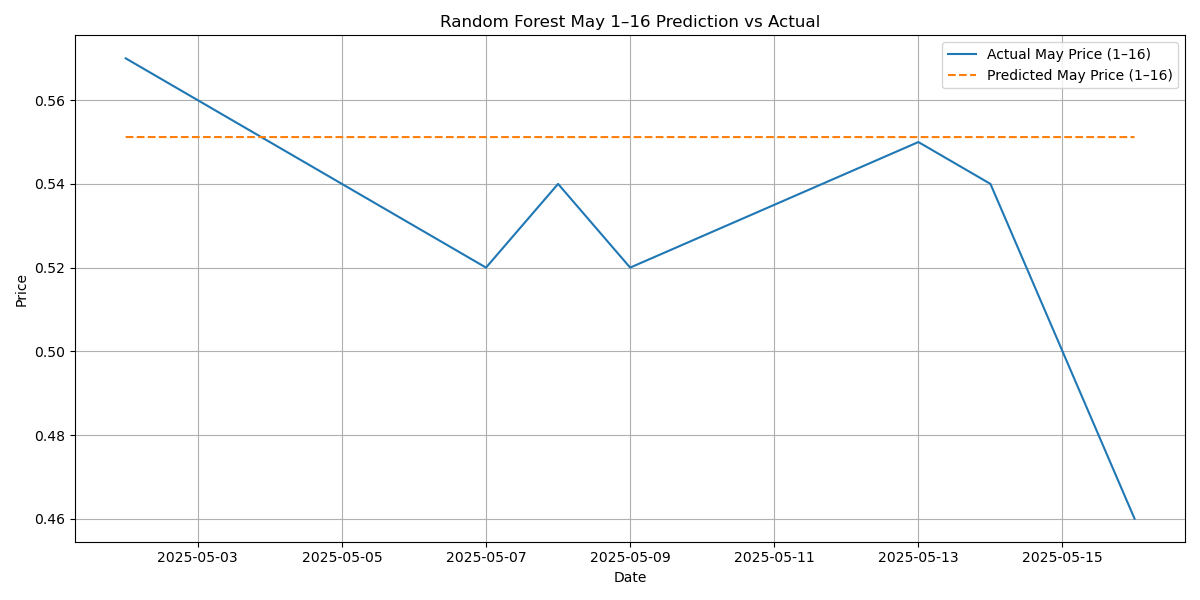 Random Forest May 1–16 Prediction vs Actual
Actual May Price (1–16)
Predicted May Price (1–16)
Price
0.56
0.54
0.52
0.50
0.48
0.46
2025-05-03
2025-05-05
2025-05-07
2025-05-09
2025-05-11
2025-05-13
2025-05-15
Date